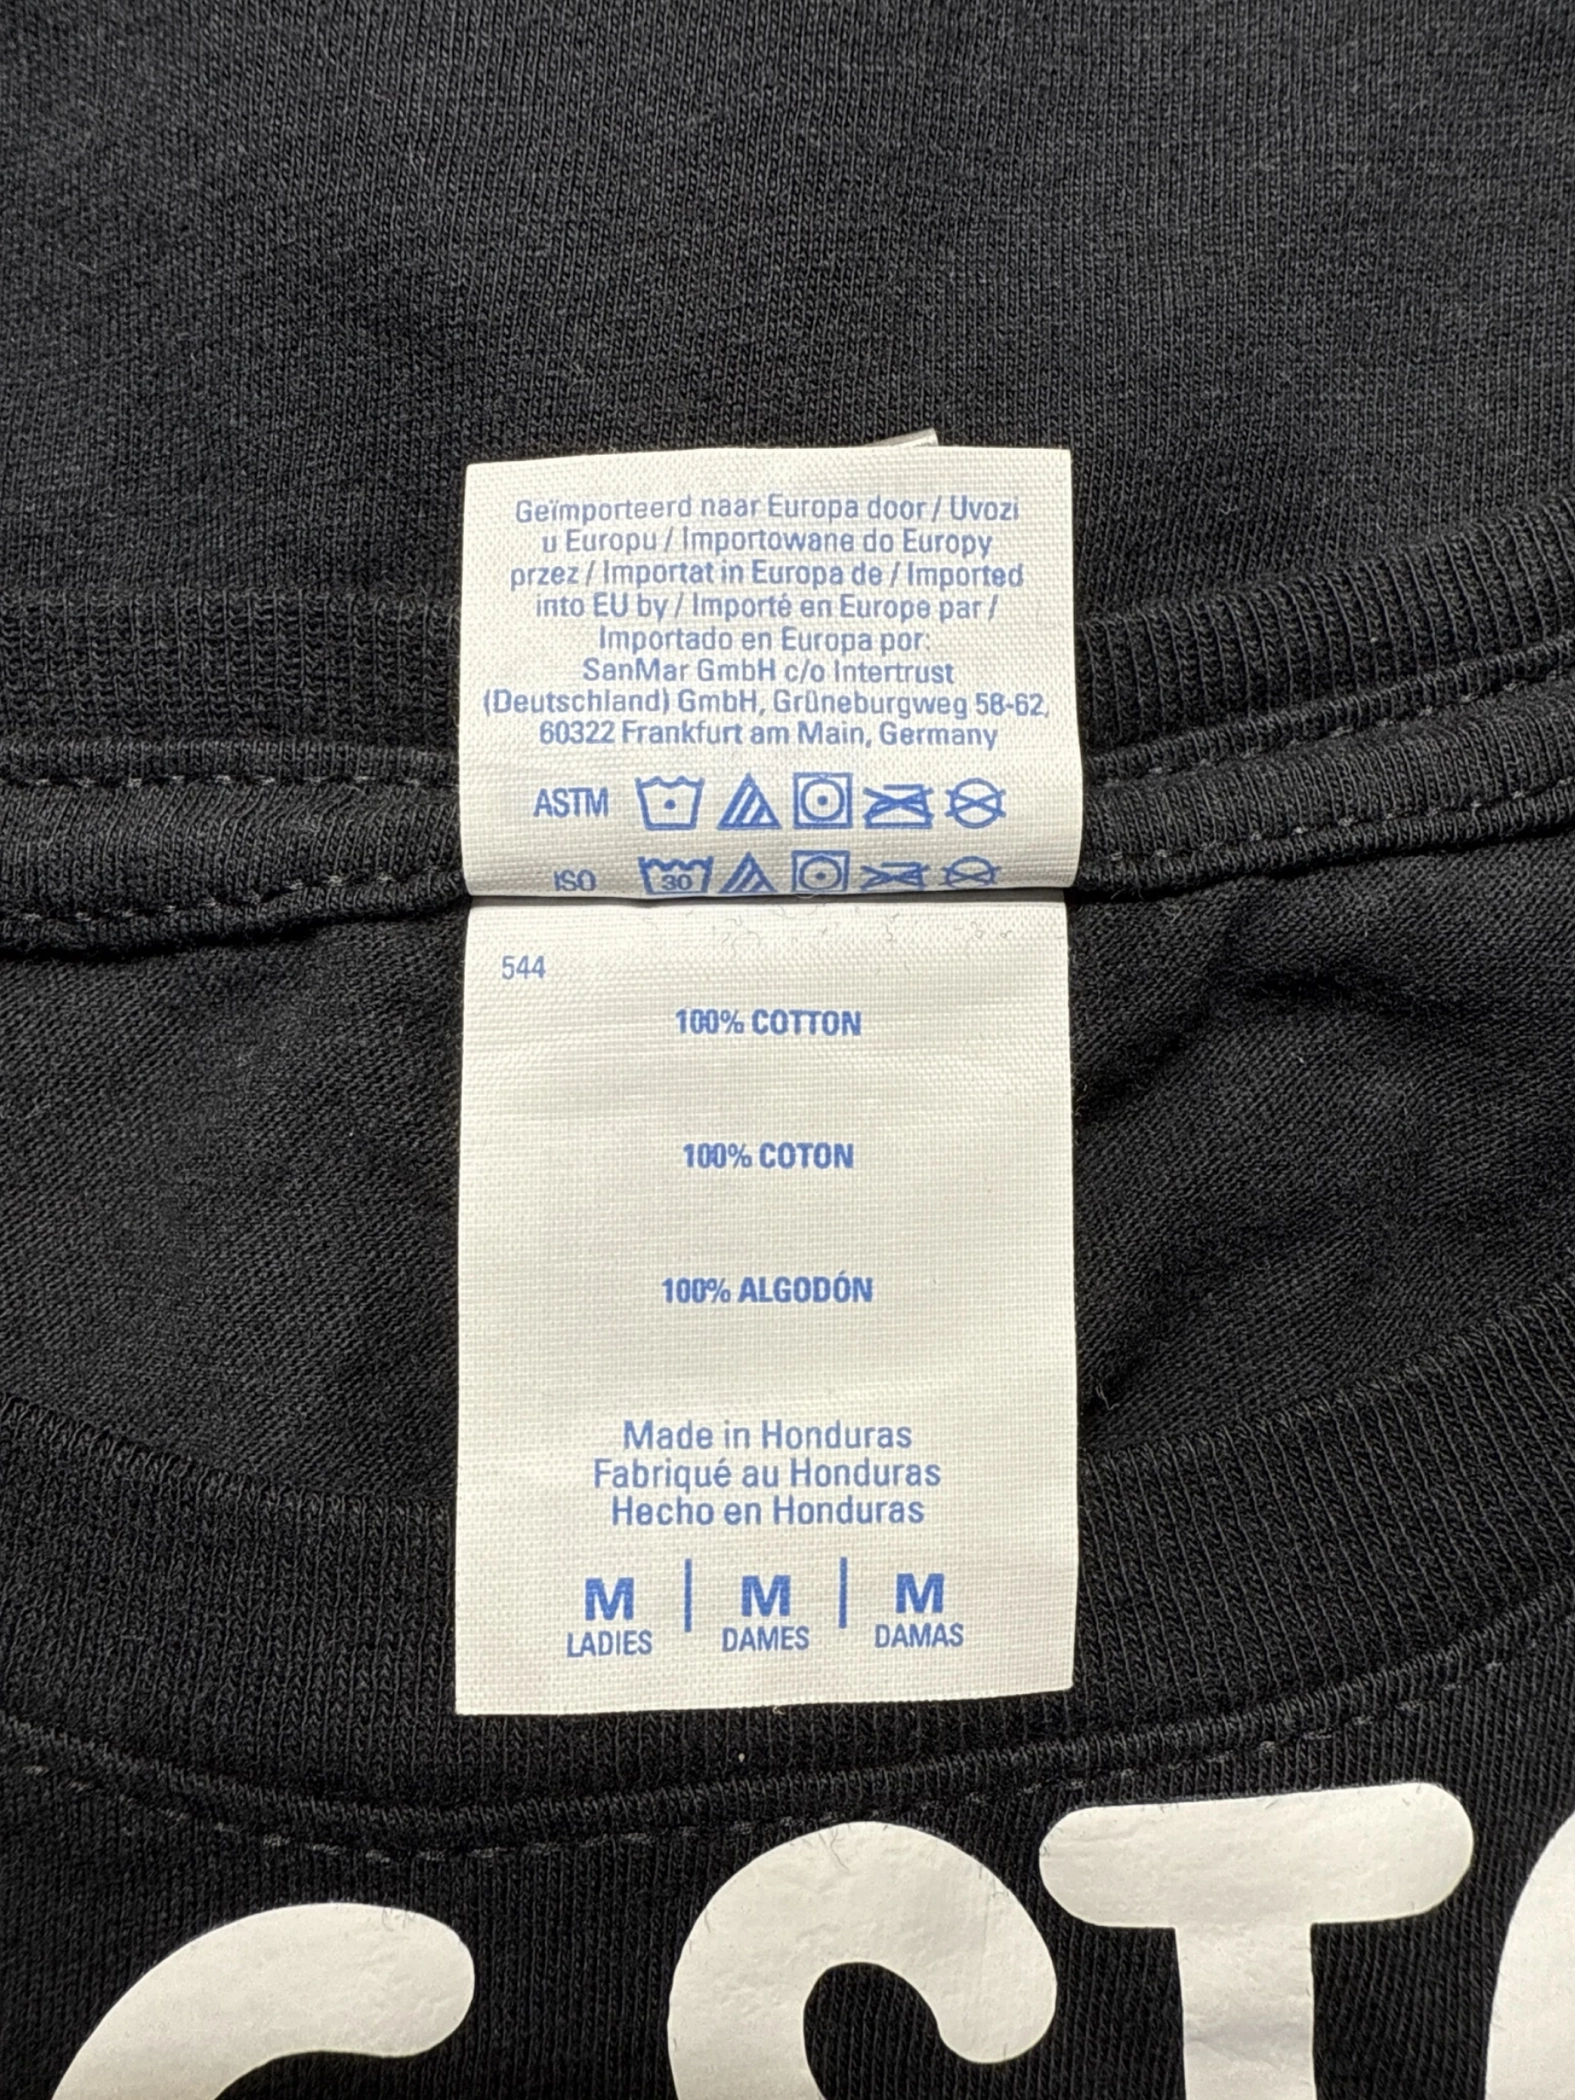 Geïmporteerd naar Europa door / Uvozi
u Europu / Importowane do Europy
przez / Importat in Europa de / Imported
into EU by / Importé en Europe par /
Importado en Europa por:
SanMar GmbH c/o Intertrust
(Deutschland) GmbH, Grüneburgweg 58-62,
60322 Frankfurt am Main, Germany
ASTM
ISO 30
544
100% COTTON
100% COTON
100% ALGODÓN
Made in Honduras
Fabriqué au Honduras
Hecho en Honduras
M | M | M
LADIES DAMES DAMAS